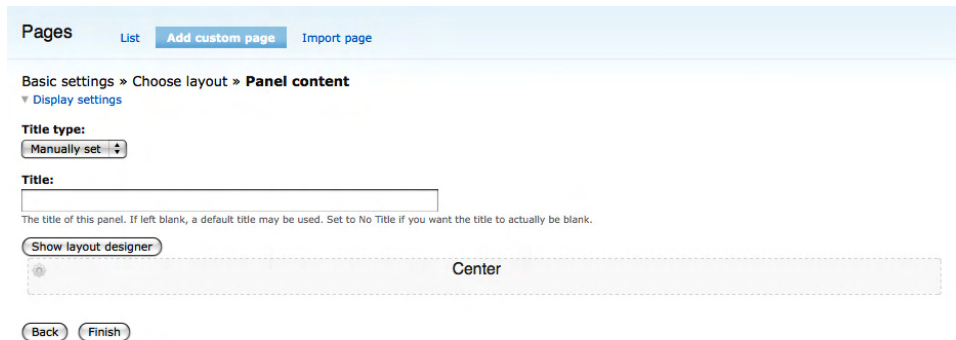 Pages List Add custom page Import page
Basic settings » Choose layout » Panel content
Display settings
Title type:
Manually set
Title:
The title of this panel. If left blank, a default title may be used. Set to No Title if you want the title to actually be blank.
Show layout designer
Center
Back Finish